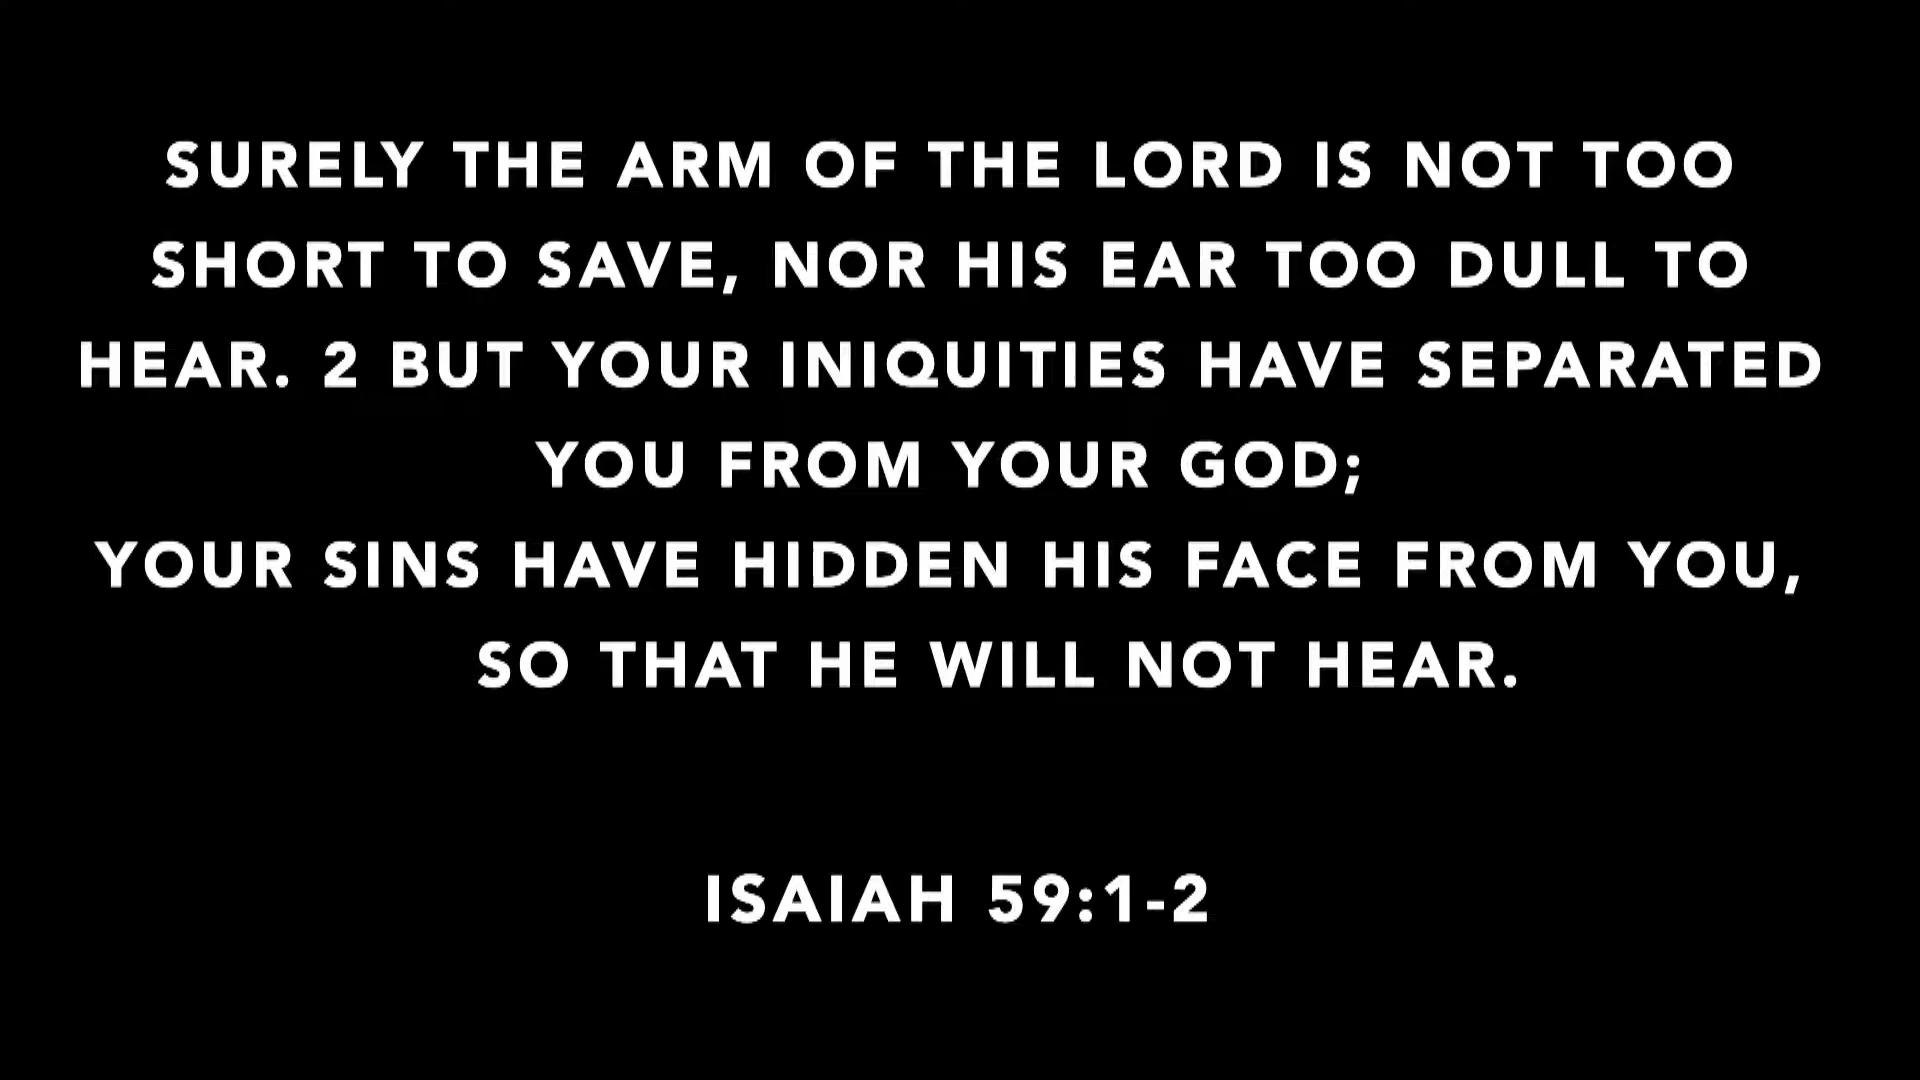 SURELY THE ARM OF THE LORD IS NOT TOO
SHORT TO SAVE, NOR HIS EAR TOO DULL TO
HEAR. 2 BUT YOUR INIQUITIES HAVE SEPARATED
YOU FROM YOUR GOD;
YOUR SINS HAVE HIDDEN HIS FACE FROM YOU,
SO THAT HE WILL NOT HEAR.
ISAIAH 59:1-2